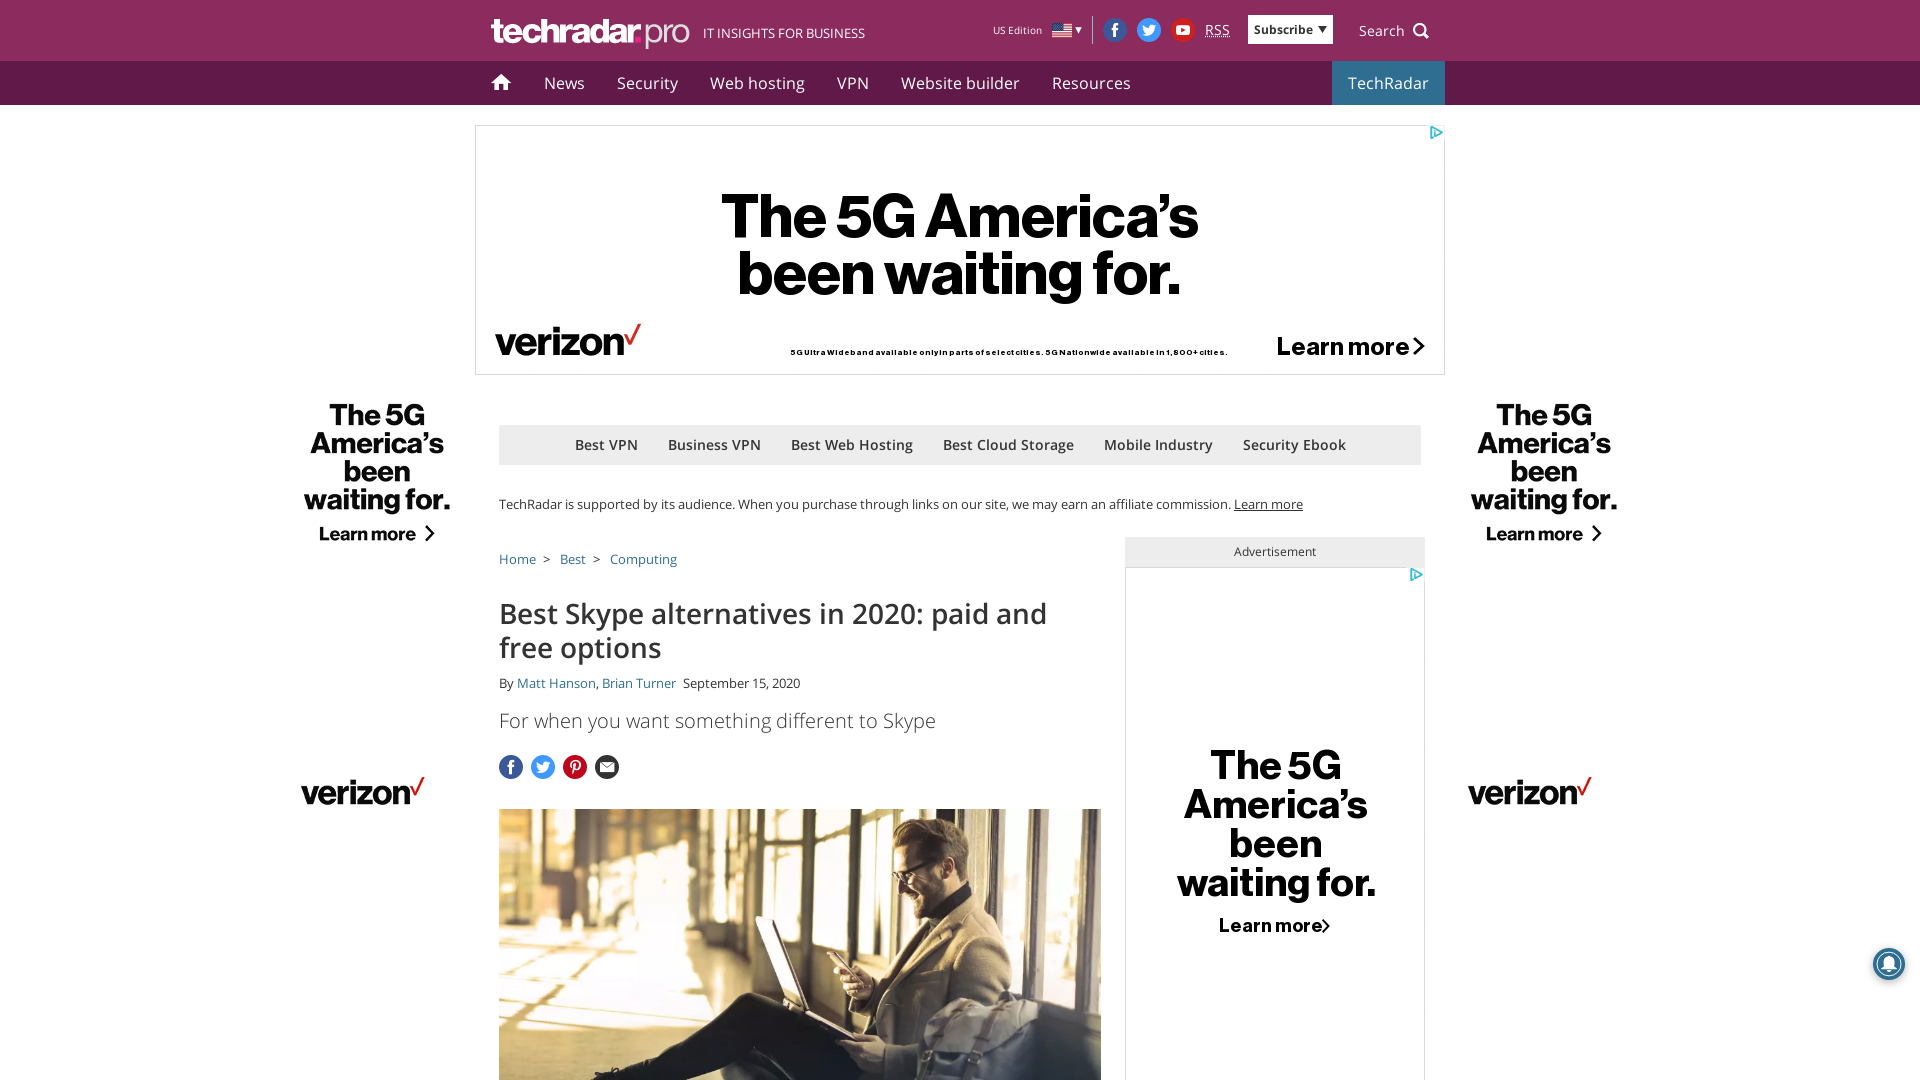 techradar.pro IT INSIGHTS FOR BUSINESS
US Edition RSS Subscribe Search
News Security Web hosting VPN Website builder Resources TechRadar
The 5G America's
been waiting for.
verizon
5G Ultra Wideband available only in parts of select cities. 5G Nationwide available in 1,800+ cities.
Learn more
The 5G
America's
been
waiting for.
Learn more
verizon
Best VPN Business VPN Best Web Hosting Best Cloud Storage Mobile Industry Security Ebook
TechRadar is supported by its audience. When you purchase through links on our site, we may earn an affiliate commission. Learn more
Home > Best > Computing
Best Skype alternatives in 2020: paid and
free options
By Matt Hanson, Brian Turner September 15, 2020
For when you want something different to Skype
Advertisement
The 5G
America's
been
waiting for.
Learn more
The 5G
America's
been
waiting for.
Learn more
verizon